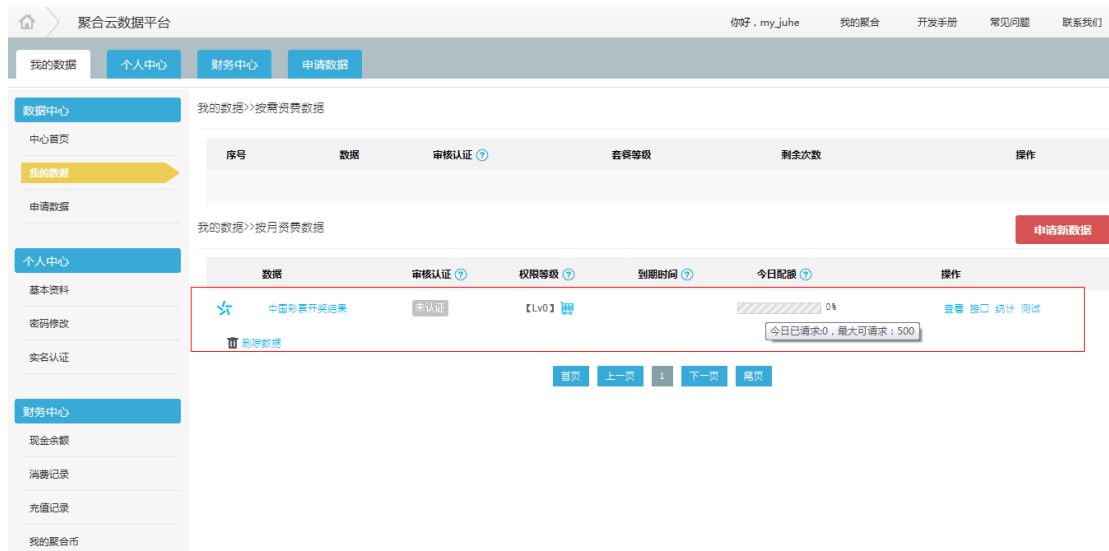 聚合云数据平台
你好，my_juhe 我的聚合 开发手册 常见问题 联系我们
我的数据 个人中心 财务中心 申请数据
数据中心
中心首页
我的数据
申请数据
个人中心
基本资料
密码修改
实名认证
财务中心
现金余额
消费记录
充值记录
我的聚合币
我的数据>>按需资费数据
序号 数据 审核认证 ? 套餐等级 剩余次数 操作
我的数据>>按月资费数据
申请新数据
数据 审核认证 ? 权限等级 ? 到期时间 ? 今日配额 ? 操作
中国彩票开奖结果 未认证 【Lv0】 0% 查看 接口 统计 测试
今日已请求:0，最大可请求：500
删除数据
首页 上一页 1 下一页 尾页